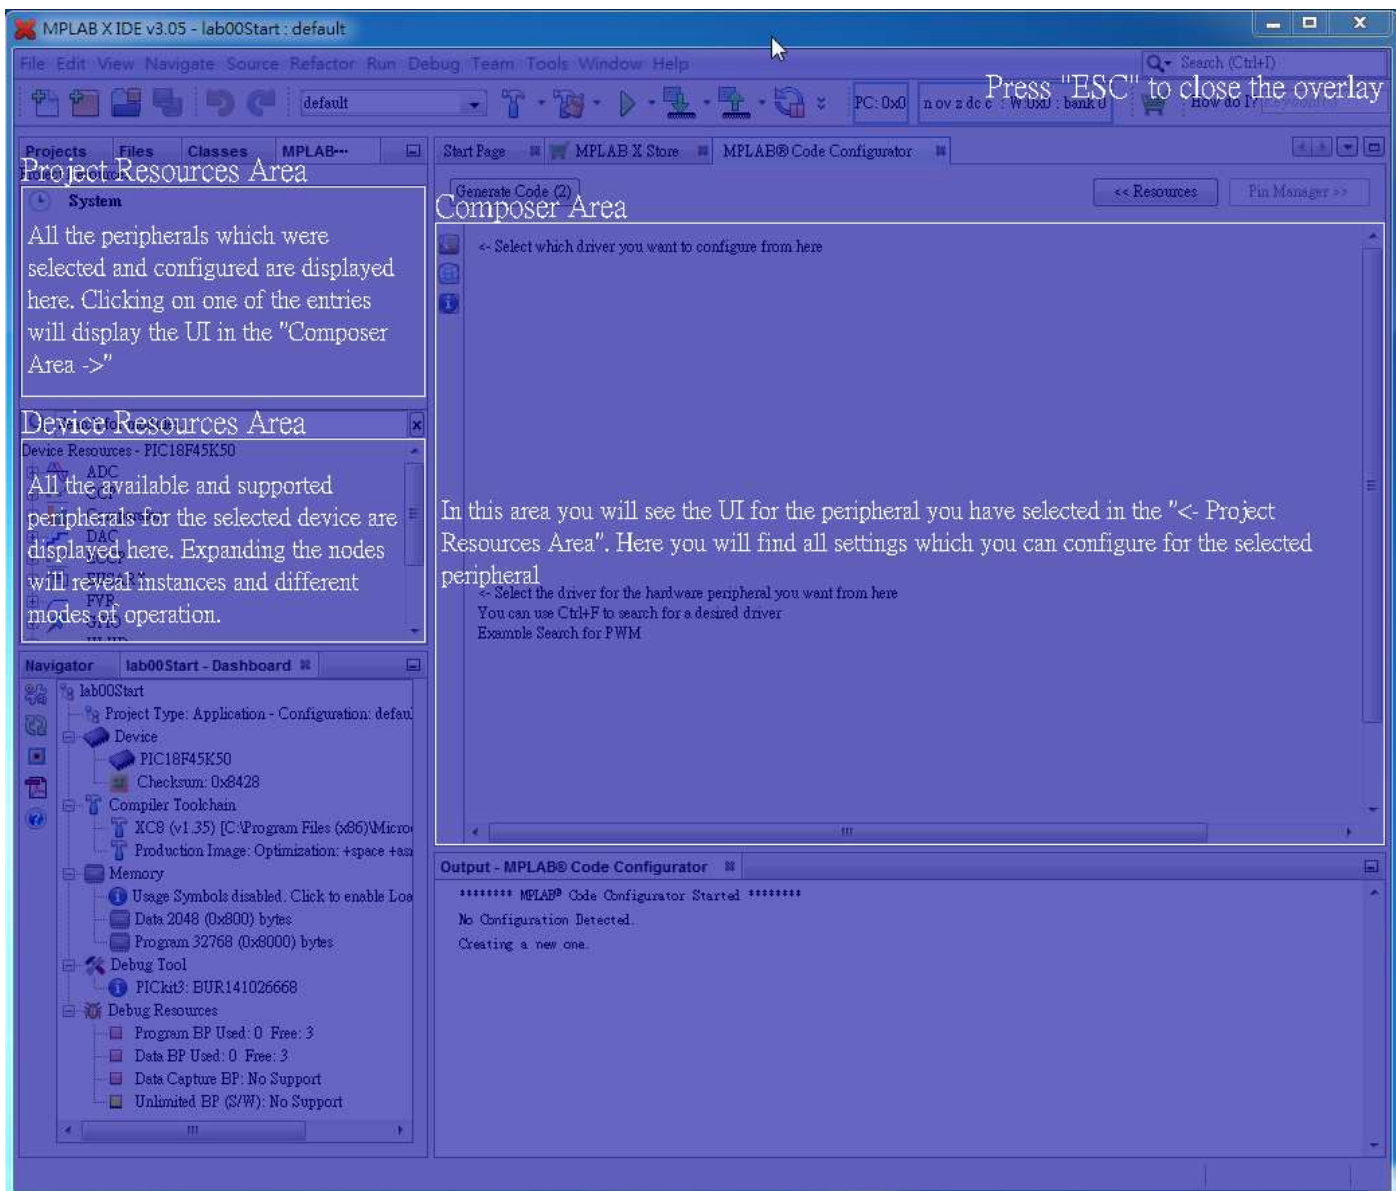 MPLAB X IDE v3.05 - lab00Start : default
File Edit View Navigate Source Refactor Run Debug Team Tools Window Help
Search (Ctrl+I)
Press "ESC" to close the overlay
default
PC: 0x0
n ov z dc c : W:0x0 : bank 0
How do I?
Projects Files Classes MPLAB···
Project Resources Area
System
All the peripherals which were
selected and configured are displayed
here. Clicking on one of the entries
will display the UI in the "Composer
Area ->"
Device Resources Area
Device Resources - PIC18F45K50
ADC
DAC
FVR
All the available and supported
peripherals for the selected device are
displayed here. Expanding the nodes
will reveal instances and different
modes of operation.
Start Page MPLAB X Store MPLAB® Code Configurator
Generate Code (2)
<< Resources
Pin Manager >>
Composer Area
<- Select which driver you want to configure from here
In this area you will see the UI for the peripheral you have selected in the "<- Project
Resources Area". Here you will find all settings which you can configure for the selected
peripheral
<- Select the driver for the hardware peripheral you want from here
You can use Ctrl+F to search for a desired driver
Example Search for PWM
Navigator lab00Start - Dashboard
lab00Start
Project Type: Application - Configuration: defau
Device
PIC18F45K50
Checksum: 0x8428
Compiler Toolchain
XC8 (v1.35) [C:\Program Files (x86)\Micro
Production Image: Optimization: +space +asm
Memory
Usage Symbols disabled. Click to enable Loa
Data 2048 (0x800) bytes
Program 32768 (0x8000) bytes
Debug Tool
PICkit3: BUR141026668
Debug Resources
Program BP Used: 0 Free: 3
Data BP Used: 0 Free: 3
Data Capture BP: No Support
Unlimited BP (S/W): No Support
Output - MPLAB® Code Configurator
******** MPLAB® Code Configurator Started ********
No Configuration Detected.
Creating a new one.